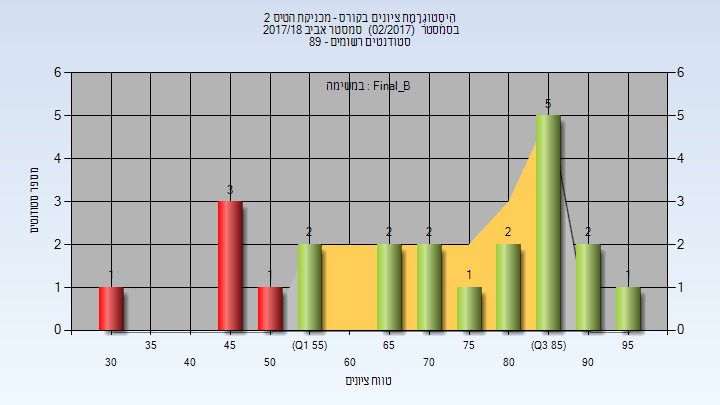 היסטוגרמת ציונים בקורס - מכניקת הטיס 2
בסמסטר (02/2017) סמסטר אביב 2017/18
סטודנטים רשומים - 89
במשימה : Final_B
מספר סטודנטים
6 6
5 5
4 4
3 3
2 2
1 1
0 0
1 3 1 2 2 2 1 2 5 2 1
35 45 (Q1 55) 65 75 (Q3 85) 95
30 40 50 60 70 80 90
טווח ציונים